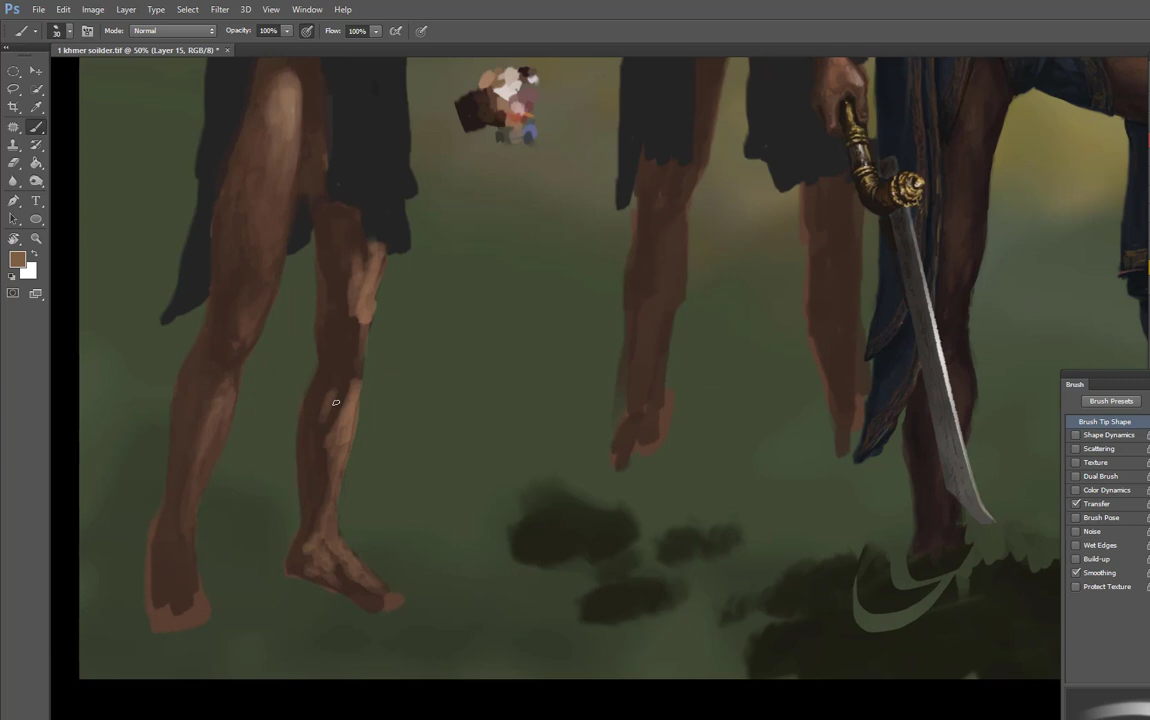 Ps File Edit Image Layer Type Select Filter 3D View Window Help
30 Mode: Normal Opacity: 100% Flow: 100%
1 khmer soilder.tif @ 50% (Layer 15, RGB/8) * ×
Brush
Brush Presets
Brush Tip Shape
Shape Dynamics
Scattering
Texture
Dual Brush
Color Dynamics
Transfer
Brush Pose
Noise
Wet Edges
Build-up
Smoothing
Protect Texture